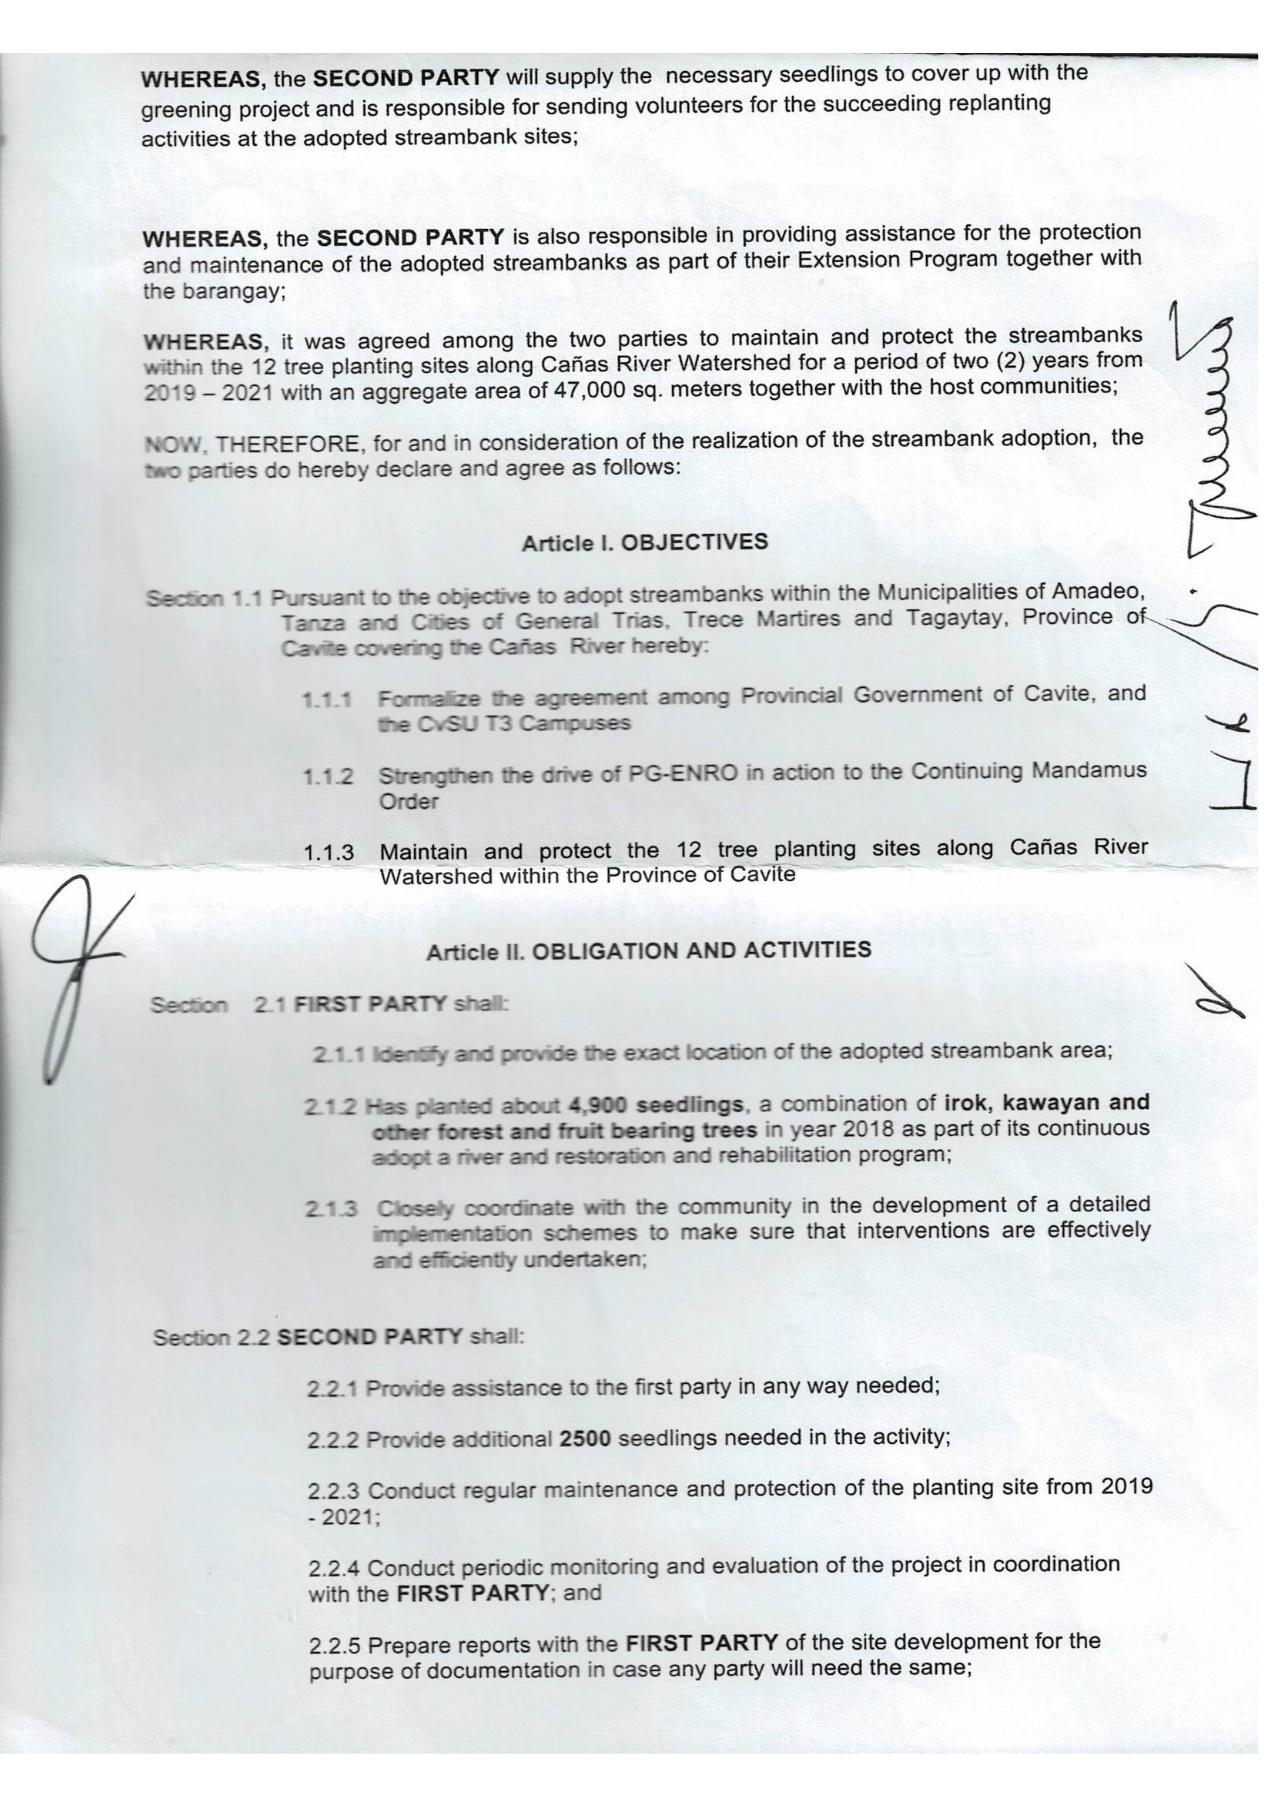 WHEREAS, the SECOND PARTY will supply the necessary seedlings to cover up with the
greening project and is responsible for sending volunteers for the succeeding replanting
activities at the adopted streambank sites;
WHEREAS, the SECOND PARTY is also responsible in providing assistance for the protection
and maintenance of the adopted streambanks as part of their Extension Program together with
the barangay;
WHEREAS, it was agreed among the two parties to maintain and protect the streambanks
within the 12 tree planting sites along Cañas River Watershed for a period of two (2) years from
2019 – 2021 with an aggregate area of 47,000 sq. meters together with the host communities;
NOW, THEREFORE, for and in consideration of the realization of the streambank adoption, the
two parties do hereby declare and agree as follows:
Article I. OBJECTIVES
Section 1.1 Pursuant to the objective to adopt streambanks within the Municipalities of Amadeo,
Tanza and Cities of General Trias, Trece Martires and Tagaytay, Province of
Cavite covering the Cañas River hereby:
1.1.1 Formalize the agreement among Provincial Government of Cavite, and
the CvSU T3 Campuses
1.1.2 Strengthen the drive of PG-ENRO in action to the Continuing Mandamus
Order
1.1.3 Maintain and protect the 12 tree planting sites along Cañas River
Watershed within the Province of Cavite
Article II. OBLIGATION AND ACTIVITIES
Section 2.1 FIRST PARTY shall:
2.1.1 Identify and provide the exact location of the adopted streambank area;
2.1.2 Has planted about 4,900 seedlings, a combination of irok, kawayan and
other forest and fruit bearing trees in year 2018 as part of its continuous
adopt a river and restoration and rehabilitation program;
2.1.3 Closely coordinate with the community in the development of a detailed
implementation schemes to make sure that interventions are effectively
and efficiently undertaken;
Section 2.2 SECOND PARTY shall:
2.2.1 Provide assistance to the first party in any way needed;
2.2.2 Provide additional 2500 seedlings needed in the activity;
2.2.3 Conduct regular maintenance and protection of the planting site from 2019
- 2021;
2.2.4 Conduct periodic monitoring and evaluation of the project in coordination
with the FIRST PARTY; and
2.2.5 Prepare reports with the FIRST PARTY of the site development for the
purpose of documentation in case any party will need the same;